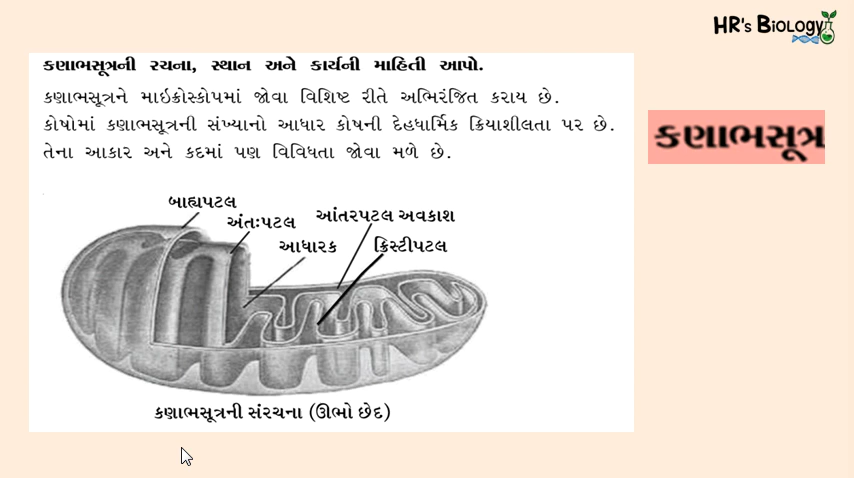 HR's BIOLOGY
કણાભસૂત્રની રચના, સ્થાન અને કાર્યની માહિતી આપો.
કણાભસૂત્રને માઇક્રોસ્કોપમાં જોવા વિશિષ્ટ રીતે અભિરંજિત કરાય છે.
કોષોમાં કણાભસૂત્રની સંખ્યાનો આધાર કોષની દેહધાર્મિક ક્રિયાશીલતા પર છે.
તેના આકાર અને કદમાં પણ વિવિધતા જોવા મળે છે.
કણાભસૂત્ર
બાહ્યપટલ
અંતઃપટલ
આંતરપટલ અવકાશ
આધારક
ક્રિસ્ટીપટલ
કણાભસૂત્રની સંરચના (ઊભો છેદ)